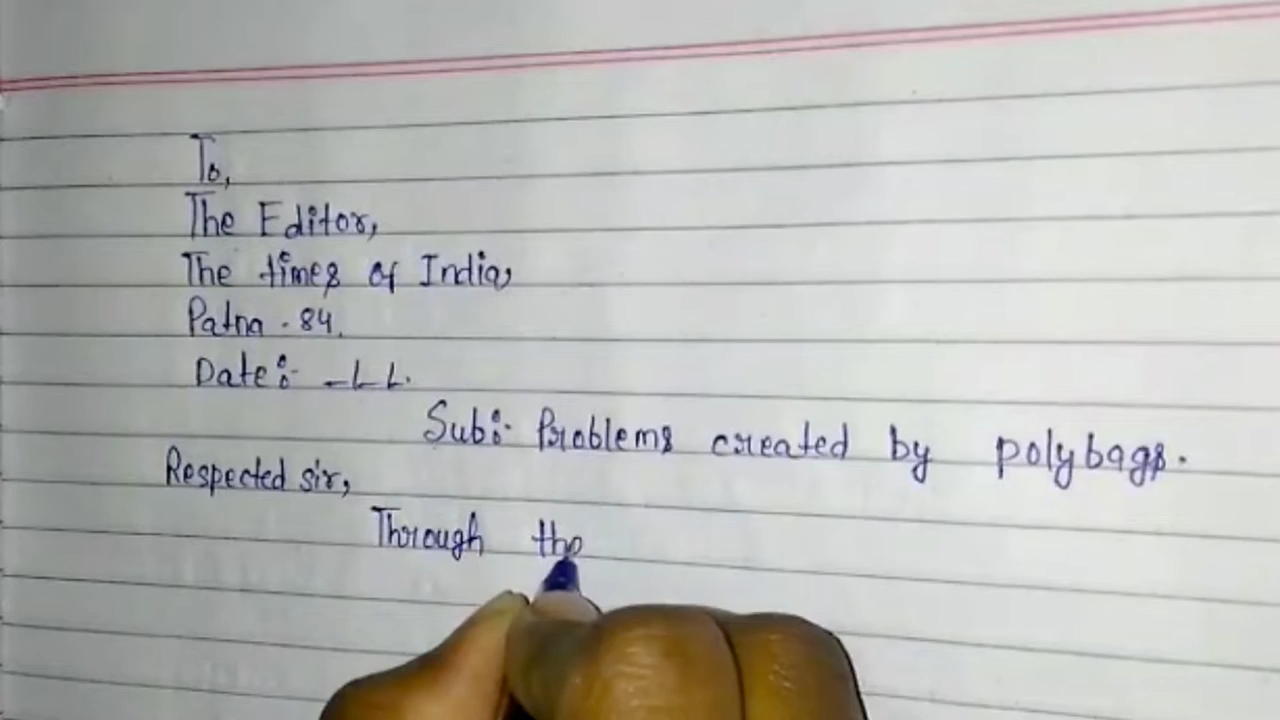 To,
The Editor,
The times of India,
Patna - 84.
Date:- _/_/_.
Sub:- Problems created by polybags.
Respected sir,
Through the